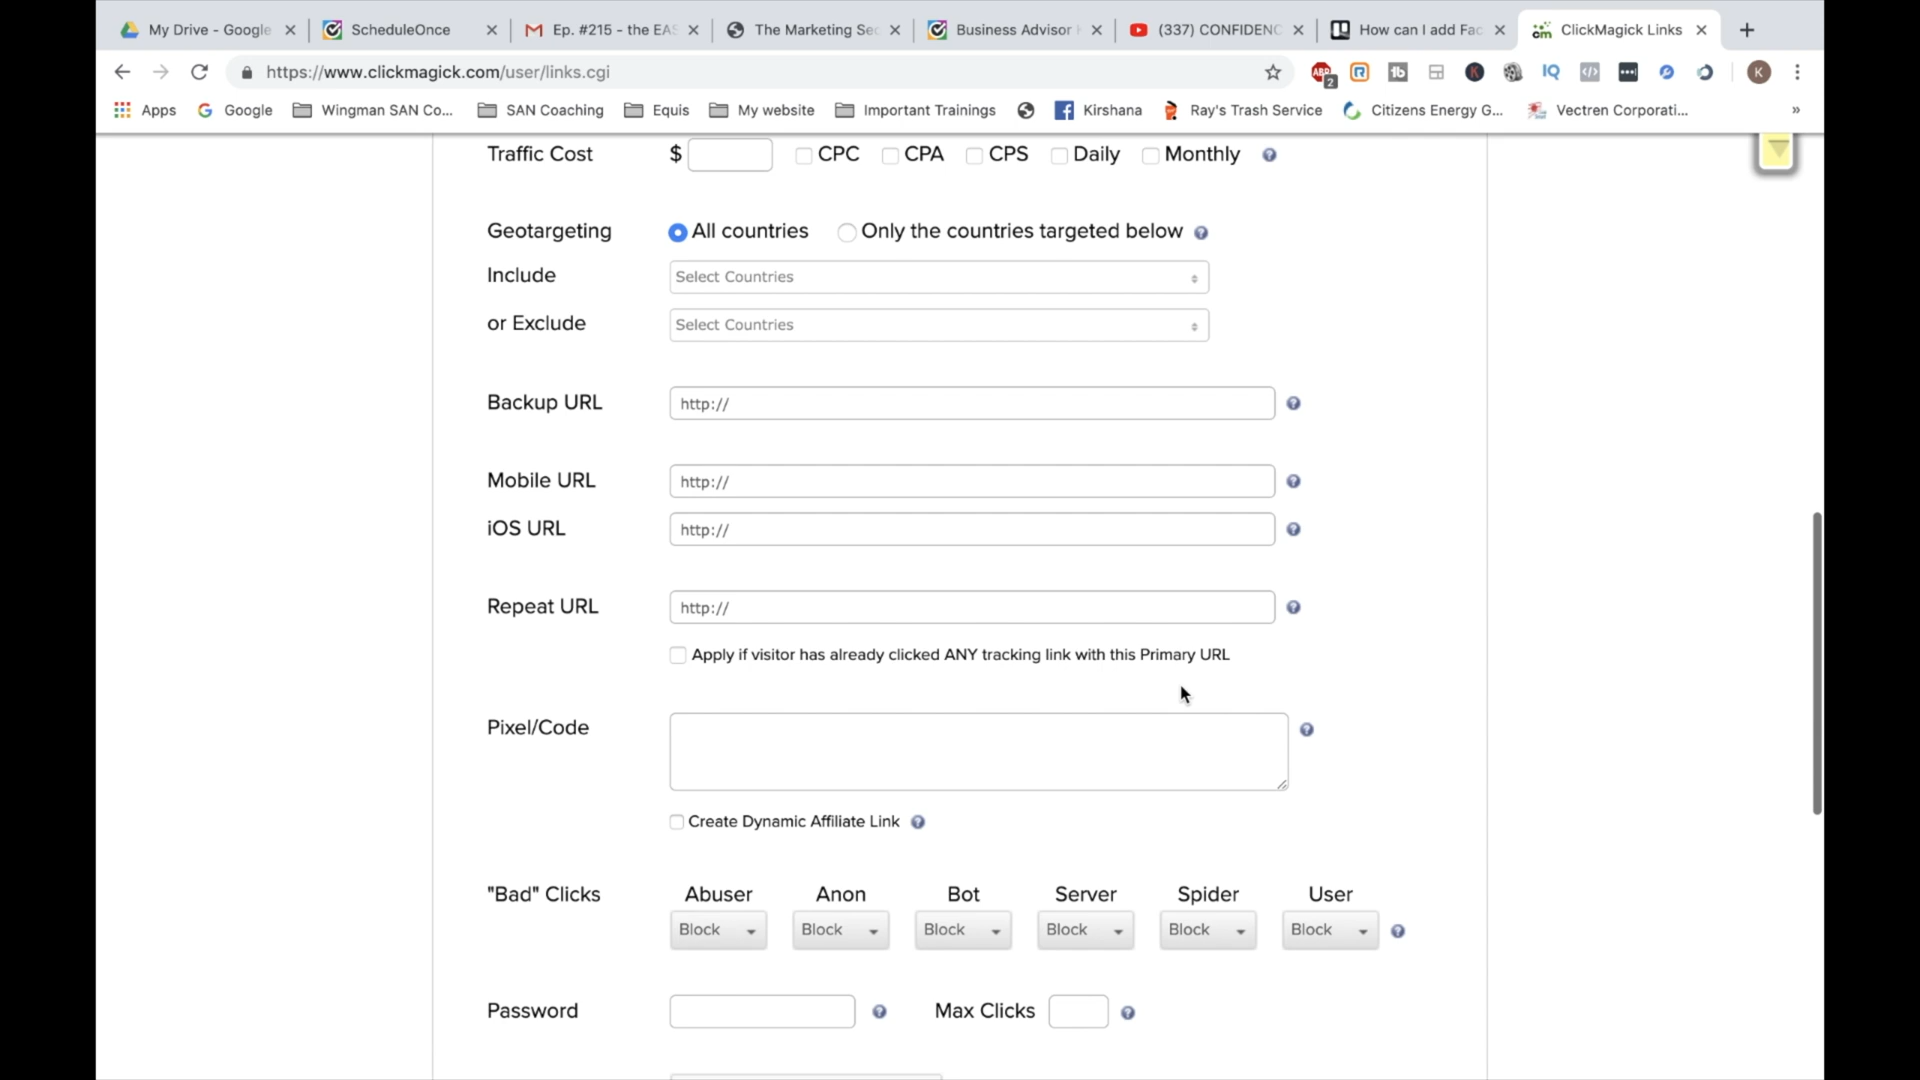 My Drive - Google ScheduleOnce Ep. #215 - the EAS The Marketing Sec Business Advisor (337) CONFIDENC How can I add Fac ClickMagick Links
https://www.clickmagick.com/user/links.cgi ABP 2 tb IQ </> K
Apps Google Wingman SAN Co... SAN Coaching Equis My website Important Trainings Kirshana Ray's Trash Service Citizens Energy G... Vectren Corporati... »
Traffic Cost $ CPC CPA CPS Daily Monthly ?
Geotargeting All countries Only the countries targeted below ?
Include Select Countries
or Exclude Select Countries
Backup URL http:// ?
Mobile URL http:// ?
iOS URL http:// ?
Repeat URL http:// ?
Apply if visitor has already clicked ANY tracking link with this Primary URL
Pixel/Code ?
Create Dynamic Affiliate Link ?
"Bad" Clicks Abuser Anon Bot Server Spider User
Block Block Block Block Block Block ?
Password ? Max Clicks ?